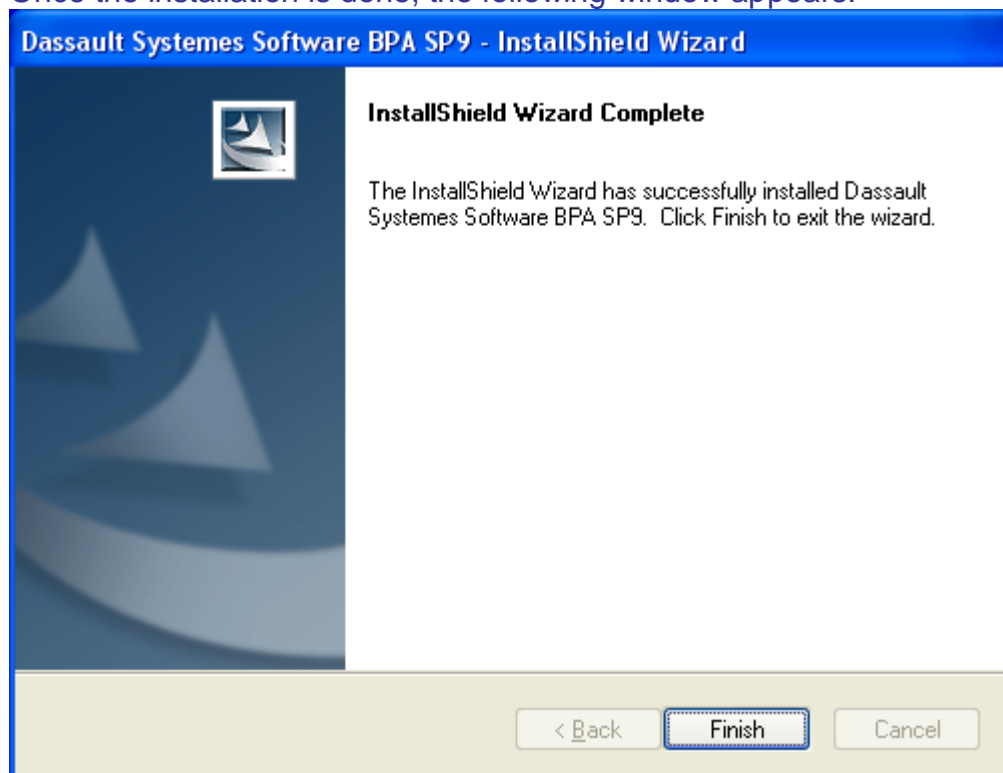 Once the installation is done, the following window appears:
Dassault Systemes Software BPA SP9 - InstallShield Wizard
InstallShield Wizard Complete
The InstallShield Wizard has successfully installed Dassault
Systemes Software BPA SP9.  Click Finish to exit the wizard.
< Back
Finish
Cancel